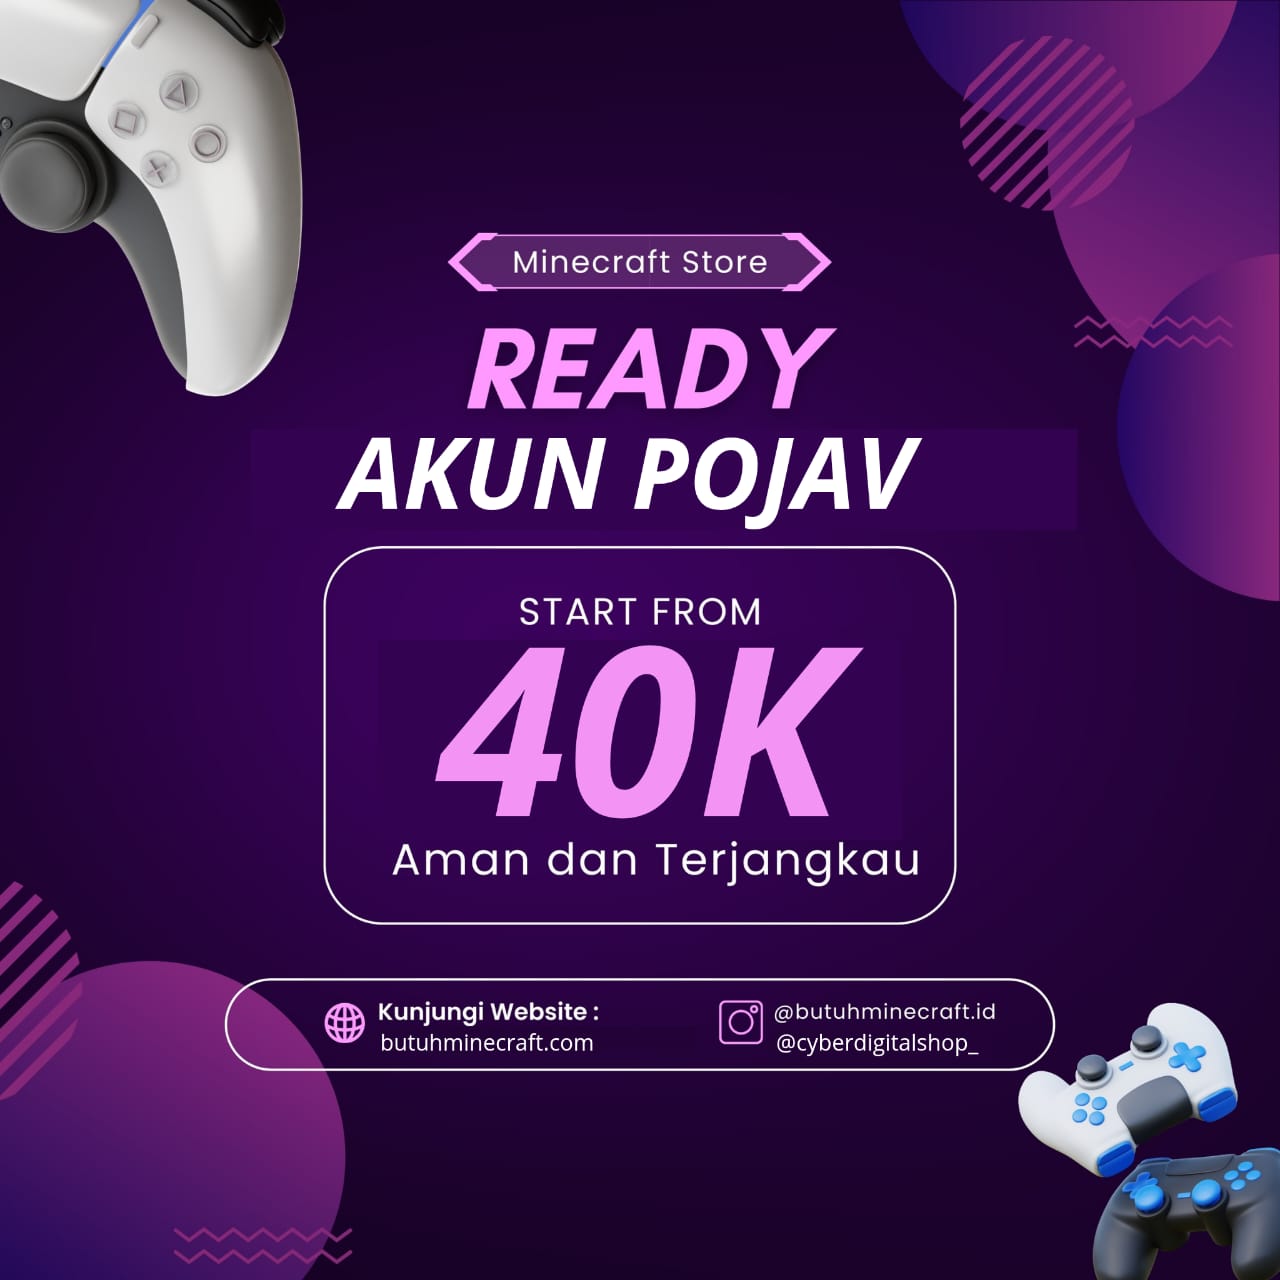 Minecraft Store
READY
AKUN POJAV
START FROM
40K
Aman dan Terjangkau
Kunjungi Website :
butuhminecraft.com
@butuhminecraft.id
@cyberdigitalshop_